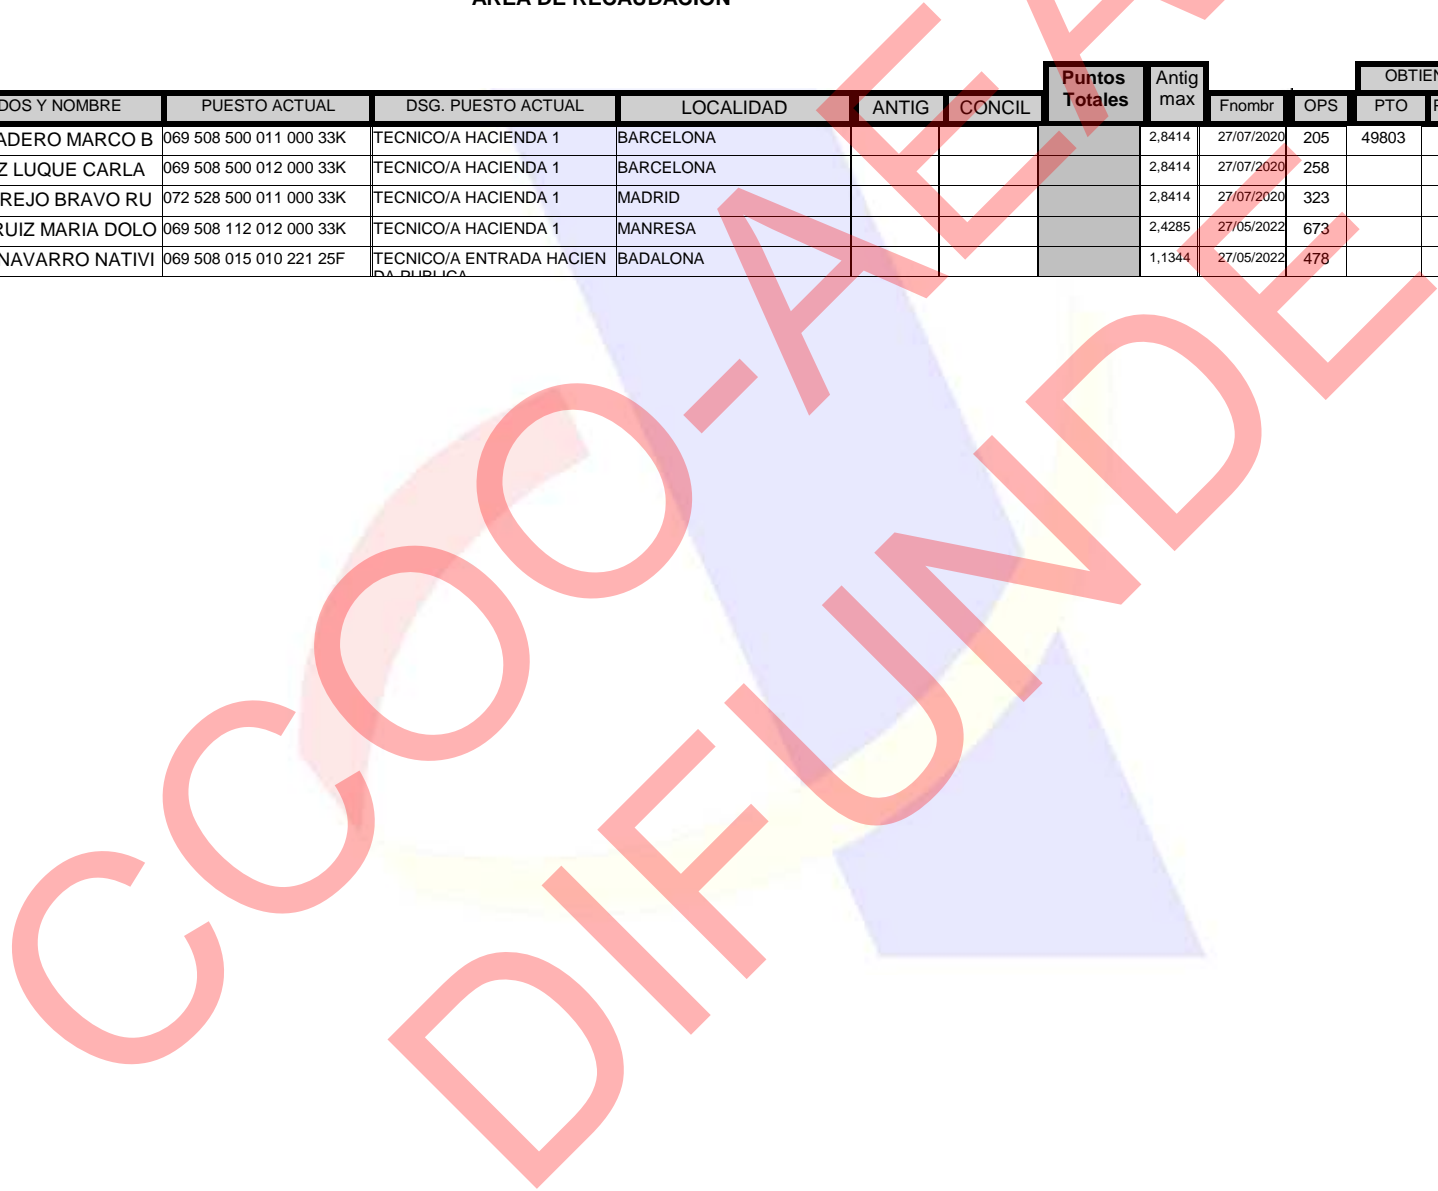 AREA DE RECAUDACION
Puntos Totales Antig max OBTIEN
DOS Y NOMBRE PUESTO ACTUAL DSG. PUESTO ACTUAL LOCALIDAD ANTIG CONCIL Fnombr OPS PTO
ADERO MARCO B 069 508 500 011 000 33K TECNICO/A HACIENDA 1 BARCELONA 2,8414 27/07/2020 205 49803
Z LUQUE CARLA 069 508 500 012 000 33K TECNICO/A HACIENDA 1 BARCELONA 2,8414 27/07/2020 258
REJO BRAVO RU 072 528 500 011 000 33K TECNICO/A HACIENDA 1 MADRID 2,8414 27/07/2020 323
RUIZ MARIA DOLO 069 508 112 012 000 33K TECNICO/A HACIENDA 1 MANRESA 2,4285 27/05/2022 673
NAVARRO NATIVI 069 508 015 010 221 25F TECNICO/A ENTRADA HACIEN BADALONA 1,1344 27/05/2022 478
DA PUBLICA
CCOO-AEA
DIFUNDE